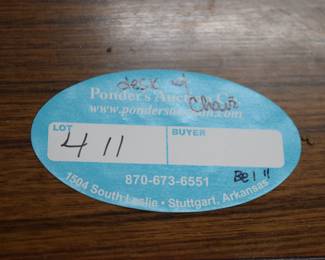 desk w/
Ponder's Auction Co.
Chair
www.pondersauction.com
LOT
411
BUYER
870-673-6551
1504 South Leslie • Stuttgart, Arkansas